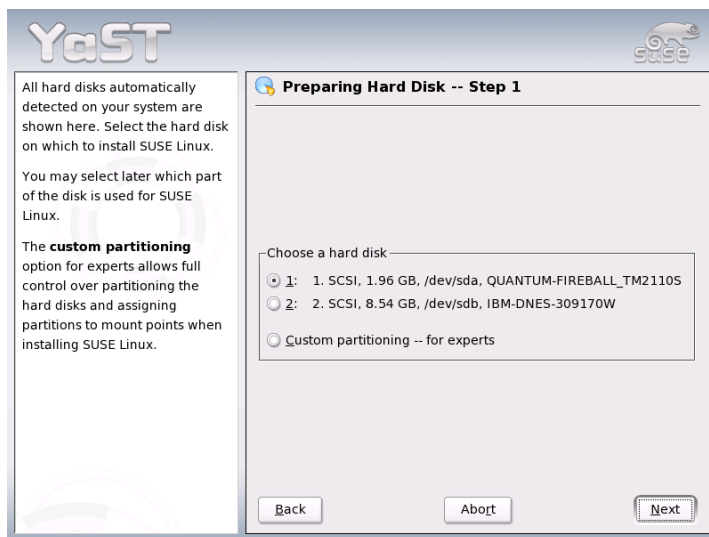 YaST
SUSE
All hard disks automatically
detected on your system are
shown here. Select the hard disk
on which to install SUSE Linux.
You may select later which part
of the disk is used for SUSE
Linux.
The custom partitioning
option for experts allows full
control over partitioning the
hard disks and assigning
partitions to mount points when
installing SUSE Linux.
Preparing Hard Disk -- Step 1
Choose a hard disk
1: 1. SCSI, 1.96 GB, /dev/sda, QUANTUM-FIREBALL_TM2110S
2: 2. SCSI, 8.54 GB, /dev/sdb, IBM-DNES-309170W
Custom partitioning -- for experts
Back
Abort
Next